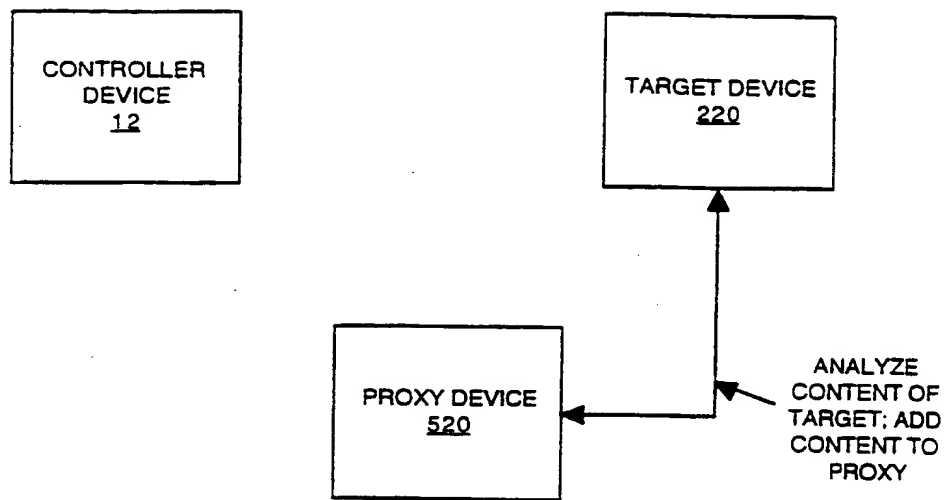 CONTROLLER
DEVICE
12
TARGET DEVICE
220
PROXY DEVICE
520
ANALYZE
CONTENT OF
TARGET; ADD
CONTENT TO
PROXY